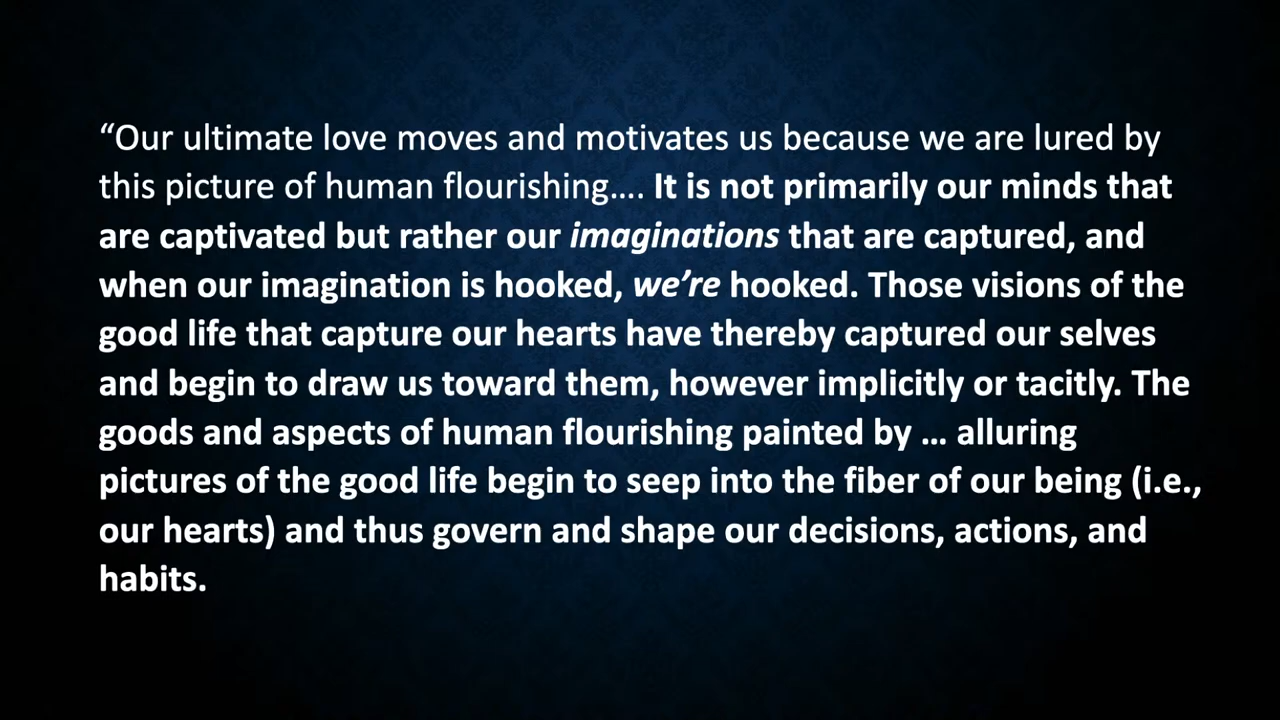 “Our ultimate love moves and motivates us because we are lured by
this picture of human flourishing…. It is not primarily our minds that
are captivated but rather our imaginations that are captured, and
when our imagination is hooked, we’re hooked. Those visions of the
good life that capture our hearts have thereby captured our selves
and begin to draw us toward them, however implicitly or tacitly. The
goods and aspects of human flourishing painted by … alluring
pictures of the good life begin to seep into the fiber of our being (i.e.,
our hearts) and thus govern and shape our decisions, actions, and
habits.